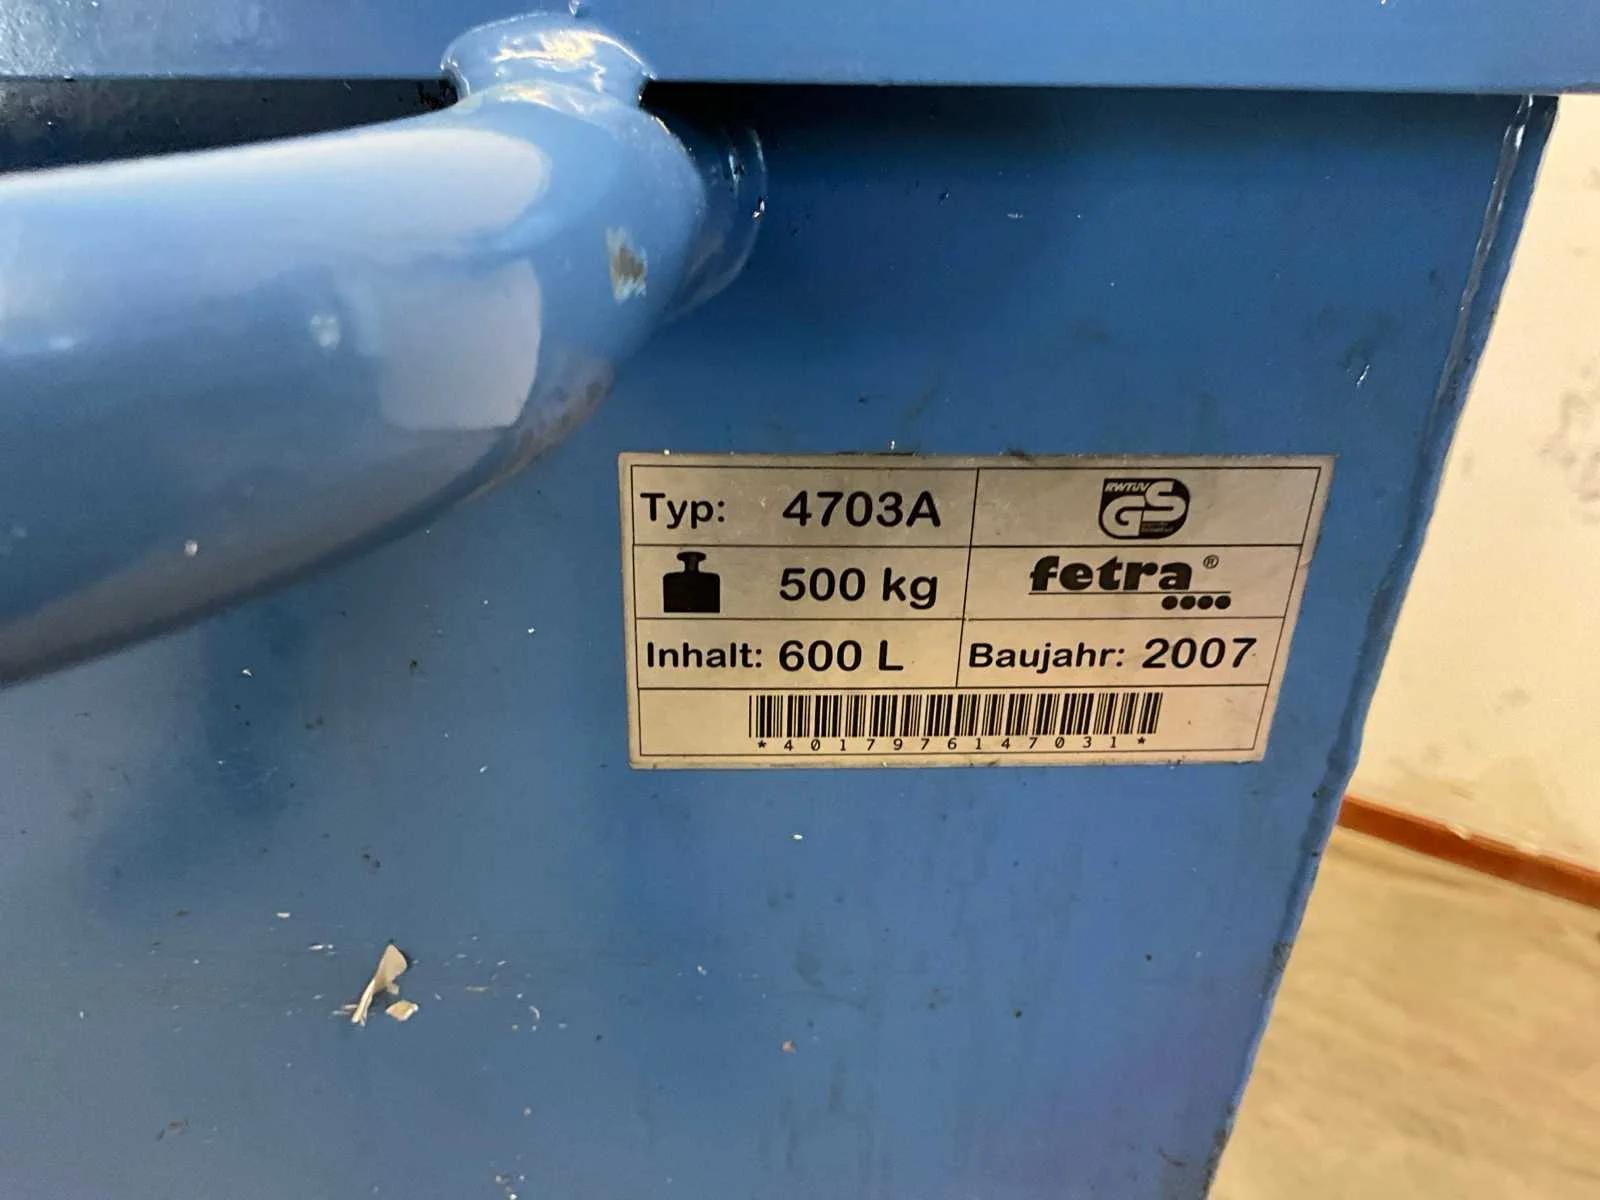 Typ: 4703A
RWTÜV
GS
500 kg
fetra®
Inhalt: 600 L
Baujahr: 2007
*4017976147031*